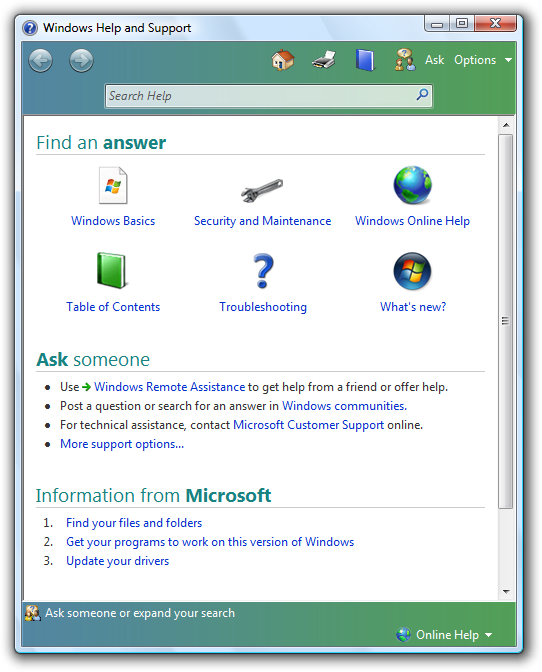 Windows Help and Support
Ask Options
Search Help
Find an answer
Windows Basics Security and Maintenance Windows Online Help
Table of Contents Troubleshooting What's new?
Ask someone
Use Windows Remote Assistance to get help from a friend or offer help.
Post a question or search for an answer in Windows communities.
For technical assistance, contact Microsoft Customer Support online.
More support options...
Information from Microsoft
1. Find your files and folders
2. Get your programs to work on this version of Windows
3. Update your drivers
Ask someone or expand your search
Online Help